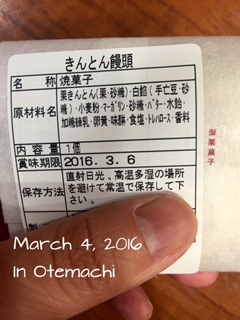 きんとん饅頭
名 称 焼菓子
原材料名 栗きんとん(栗･砂糖)･白餡(手亡豆･砂
糖)･小麦粉･マーガリン･砂糖･バター･水飴･
加糖練乳･卵黄･味醂･食塩･トレハロース･香料
内 容 量 1個
賞味期限 2016. 3. 6
保存方法 直射日光、高温多湿の場所
を避けて常温で保存して下
さい。
製
御菓菓子
March 4, 2016
In Otemachi